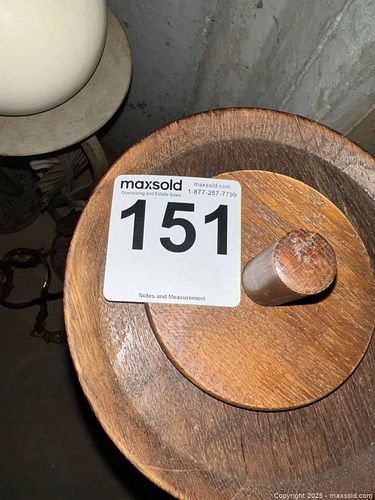 maxsold
Downsizing and Estate Sales
maxsold.com
1-877-257-7799
151
Notes and Measurement
Copyright 2025 - maxsold.com